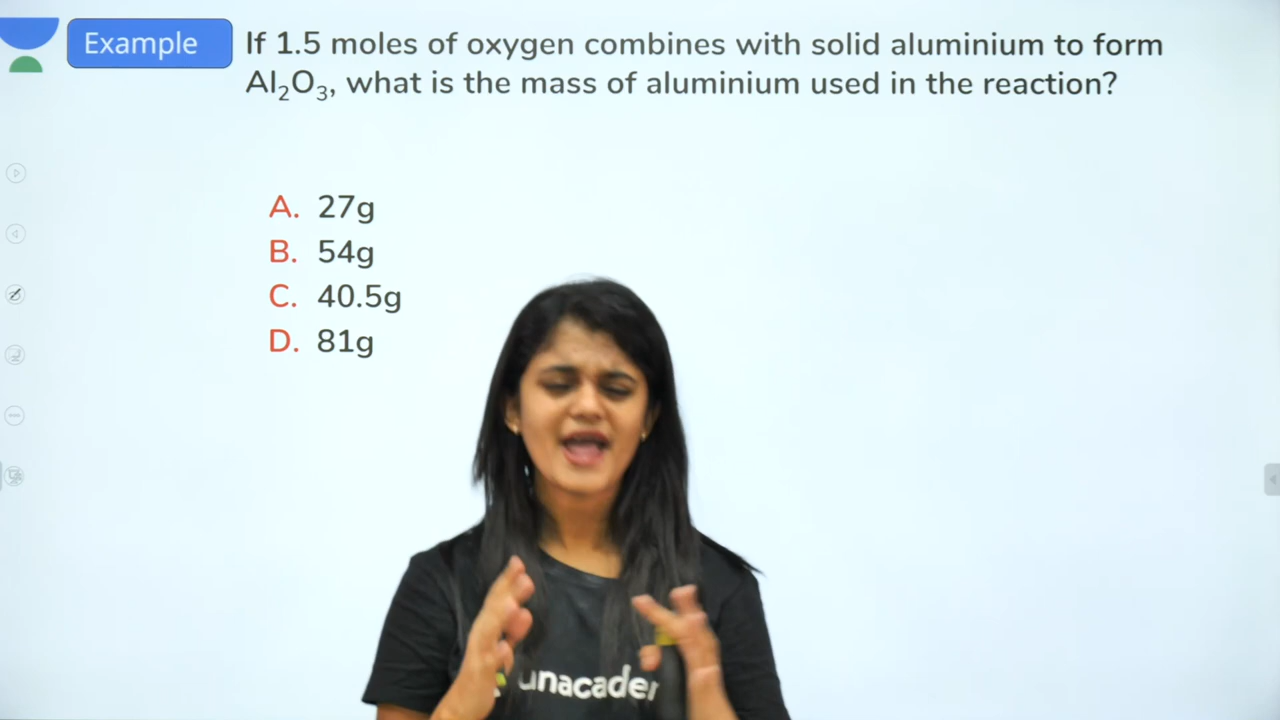 Example
If 1.5 moles of oxygen combines with solid aluminium to form
Al₂O₃, what is the mass of aluminium used in the reaction?
A. 27g
B. 54g
C. 40.5g
D. 81g
unacader